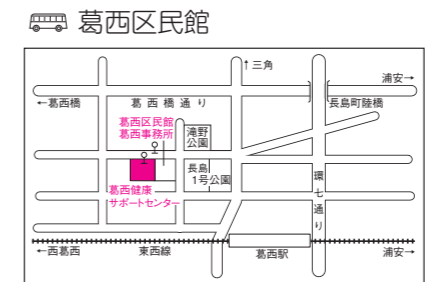 葛西区民館
↑三角
浦安→
←葛西橋
葛西橋通り
長島町陸橋
葛西区民館
葛西事務所
滝野
公園
長島
1号公園
環七通り
葛西健康
サポートセンター
←西葛西
東西線
葛西駅
浦安→